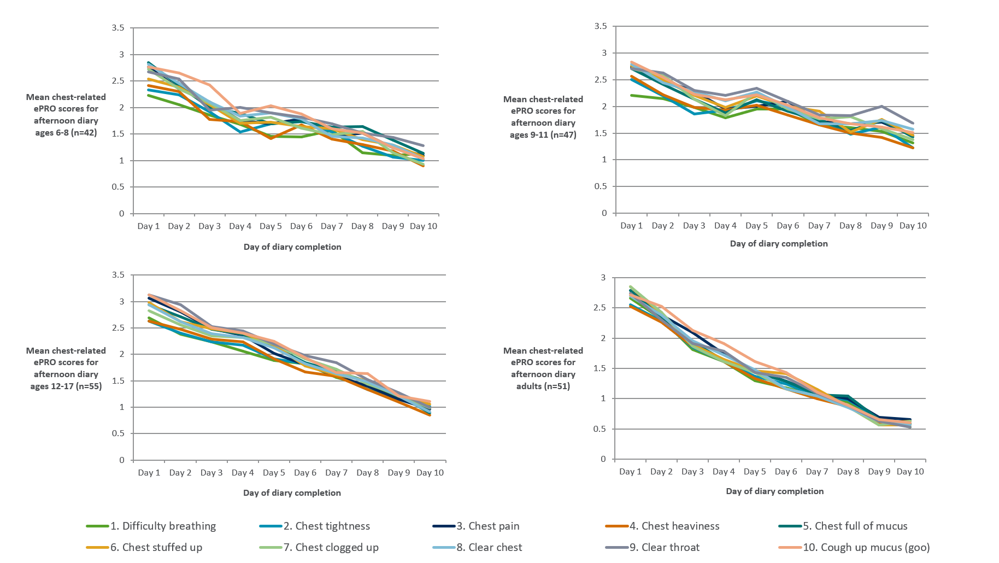 3.5
3
2.5
2
1.5
1
0.5
0
Mean chest-related
ePRO scores for
afternoon diary
ages 6-8 (n=42)
Day 1 Day 2 Day 3 Day 4 Day 5 Day 6 Day 7 Day 8 Day 9 Day 10
Day of diary completion
3.5
3
2.5
2
1.5
1
0.5
0
Mean chest-related
ePRO scores for
afternoon diary
ages 9-11 (n=47)
Day 1 Day 2 Day 3 Day 4 Day 5 Day 6 Day 7 Day 8 Day 9 Day 10
Day of diary completion
3.5
3
2.5
2
1.5
1
0.5
0
Mean chest-related
ePRO scores for
afternoon diary
ages 12-17 (n=55)
Day 1 Day 2 Day 3 Day 4 Day 5 Day 6 Day 7 Day 8 Day 9 Day 10
Day of diary completion
3
2.5
2
1.5
1
0.5
0
Mean chest-related
ePRO scores for
afternoon diary
adults (n=51)
Day 1 Day 2 Day 3 Day 4 Day 5 Day 6 Day 7 Day 8 Day 9 Day 10
Day of diary completion
1. Difficulty breathing 2. Chest tightness 3. Chest pain 4. Chest heaviness 5. Chest full of mucus
6. Chest stuffed up 7. Chest clogged up 8. Clear chest 9. Clear throat 10. Cough up mucus (goo)